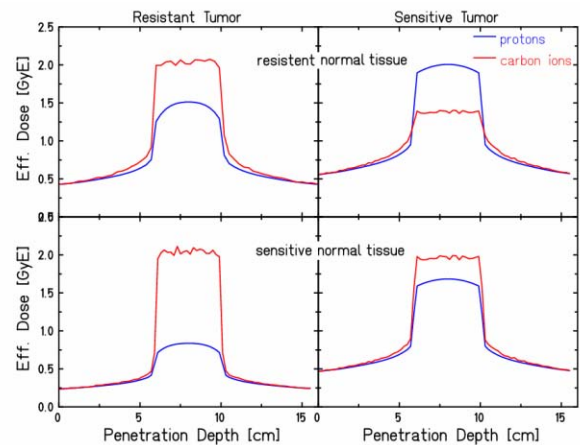 Resistant Tumor
Sensitive Tumor
2.5
2.0
1.5
1.0
0.5
Eff. Dose [GyE]
protons
carbon ions
resistent normal tissue
2.5
2.0
1.5
1.0
0.5
0.0
Eff. Dose [GyE]
sensitive normal tissue
0
5
10
15
0
5
10
15
Penetration Depth [cm]
Penetration Depth [cm]